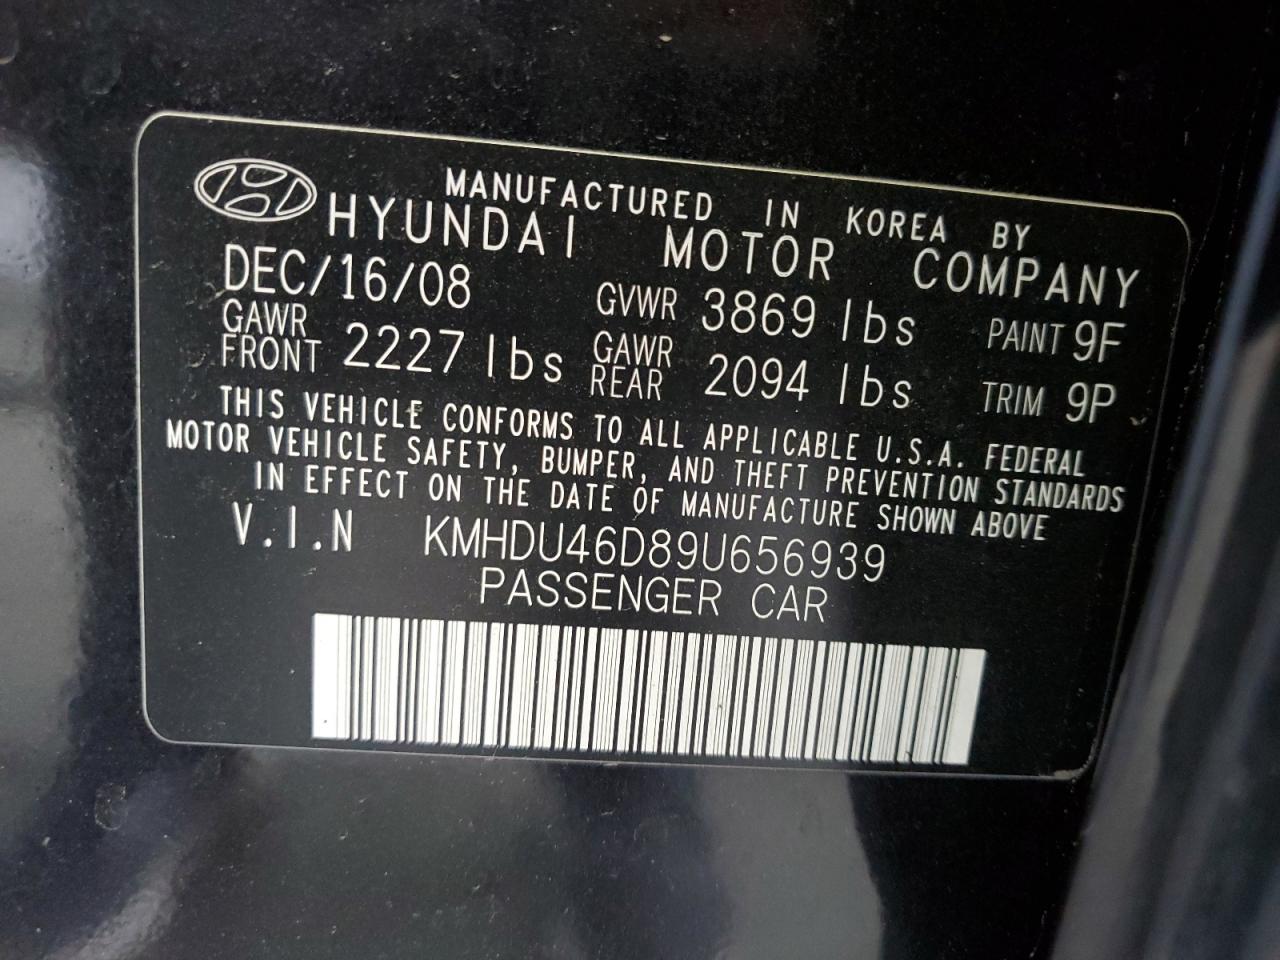 MANUFACTURED IN KOREA BY
HYUNDAI MOTOR COMPANY
DEC/16/08 GVWR 3869 lbs PAINT 9F
GAWR FRONT 2227 lbs GAWR REAR 2094 lbs TRIM 9P
THIS VEHICLE CONFORMS TO ALL APPLICABLE U.S.A. FEDERAL
MOTOR VEHICLE SAFETY, BUMPER, AND THEFT PREVENTION STANDARDS
IN EFFECT ON THE DATE OF MANUFACTURE SHOWN ABOVE
V.I.N KMHDU46D89U656939
PASSENGER CAR